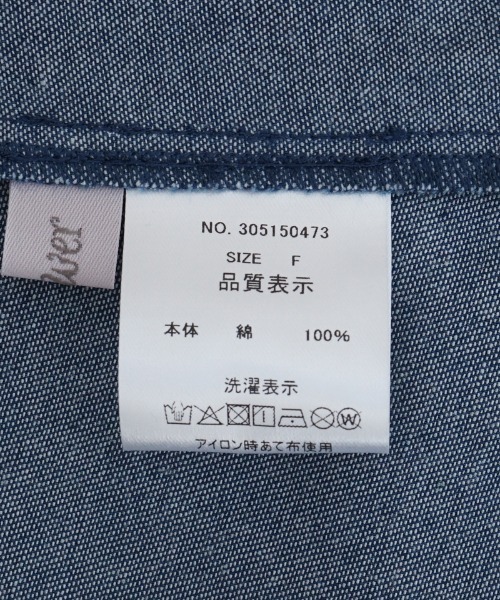 NO. 305150473
SIZE F
品質表示
本体 綿 100%
洗濯表示
アイロン時あて布使用